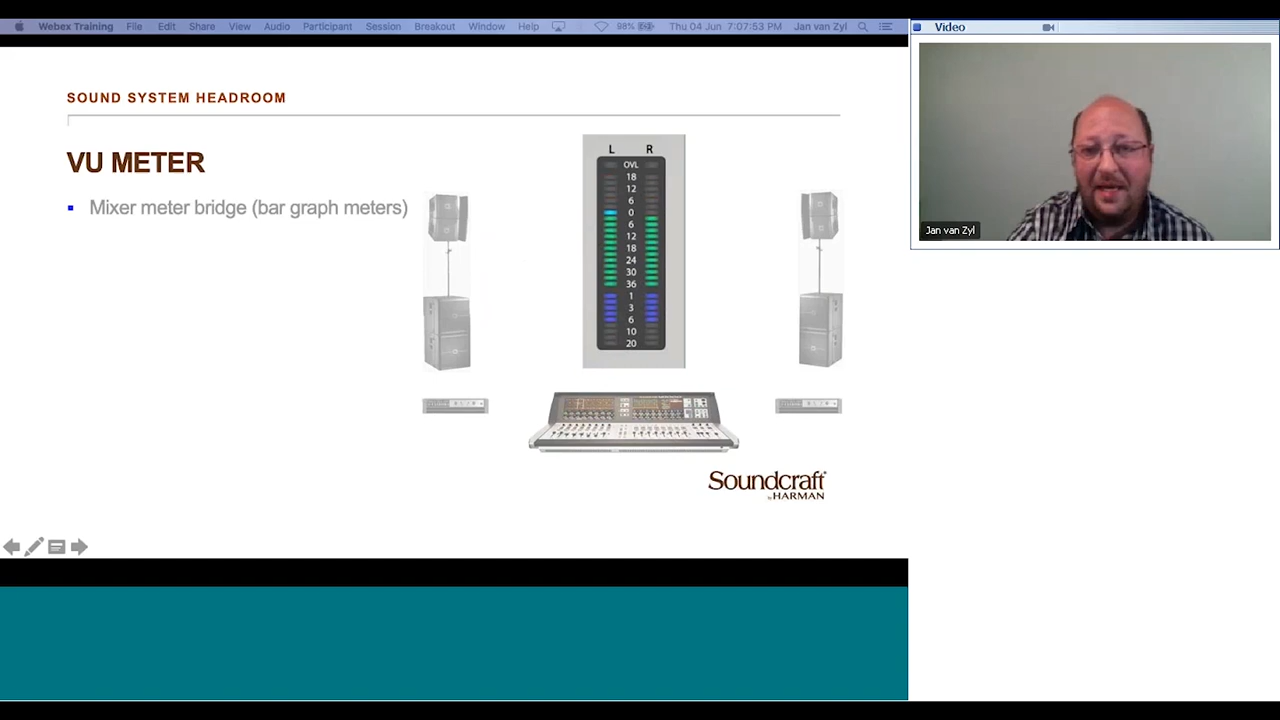 Webex Training File Edit Share View Audio Participant Session Breakout Window Help 98% Thu 04 Jun 7:07:53 PM Jan van Zyl
Video
SOUND SYSTEM HEADROOM
VU METER
▪ Mixer meter bridge (bar graph meters)
L R
OVL
18
12
6
0
6
12
18
24
30
36
1
3
6
10
20
Jan van Zyl
Soundcraft
by HARMAN